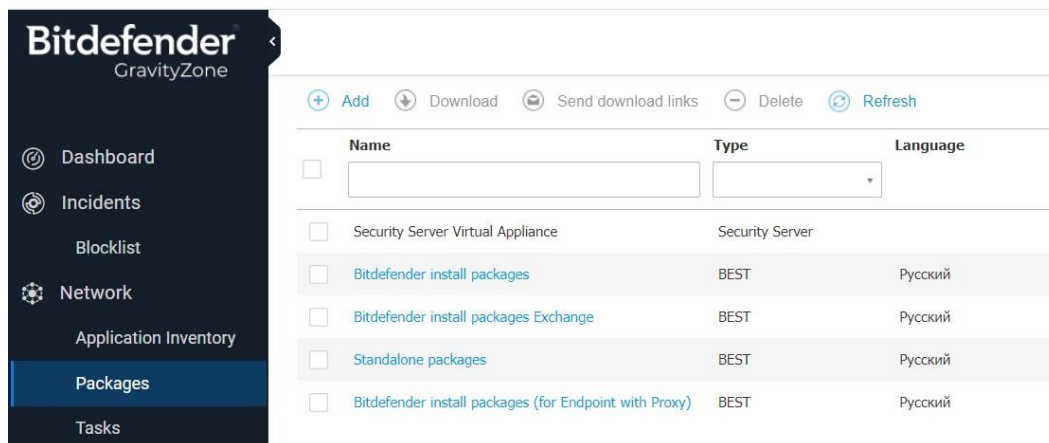 Bitdefender
GravityZone
Dashboard
Incidents
Blocklist
Network
Application Inventory
Packages
Tasks
Add Download Send download links Delete Refresh
Name Type Language
Security Server Virtual Appliance Security Server
Bitdefender install packages BEST Русский
Bitdefender install packages Exchange BEST Русский
Standalone packages BEST Русский
Bitdefender install packages (for Endpoint with Proxy) BEST Русский